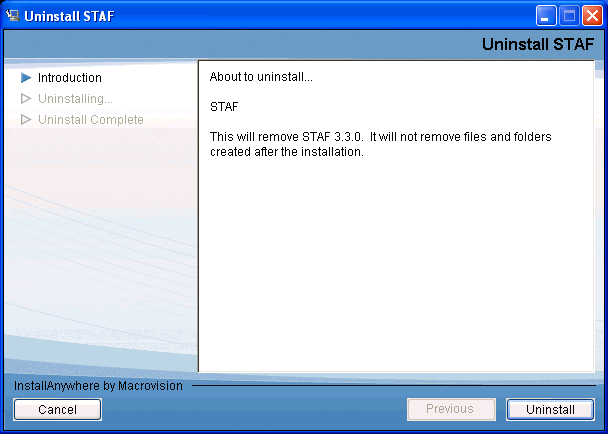 Uninstall STAF
Uninstall STAF
Introduction
Uninstalling...
Uninstall Complete
About to uninstall...
STAF
This will remove STAF 3.3.0.  It will not remove files and folders
created after the installation.
InstallAnywhere by Macrovision
Cancel
Previous
Uninstall